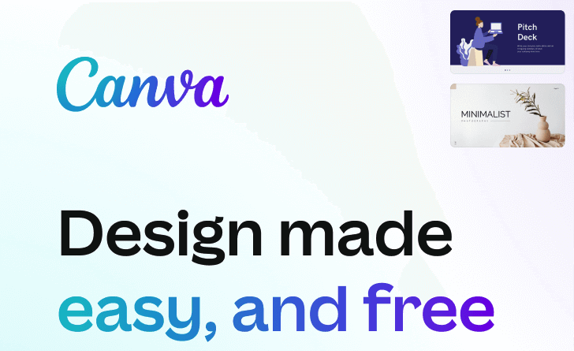 Canva
Pitch
Deck
MINIMALIST
Design made
easy, and free